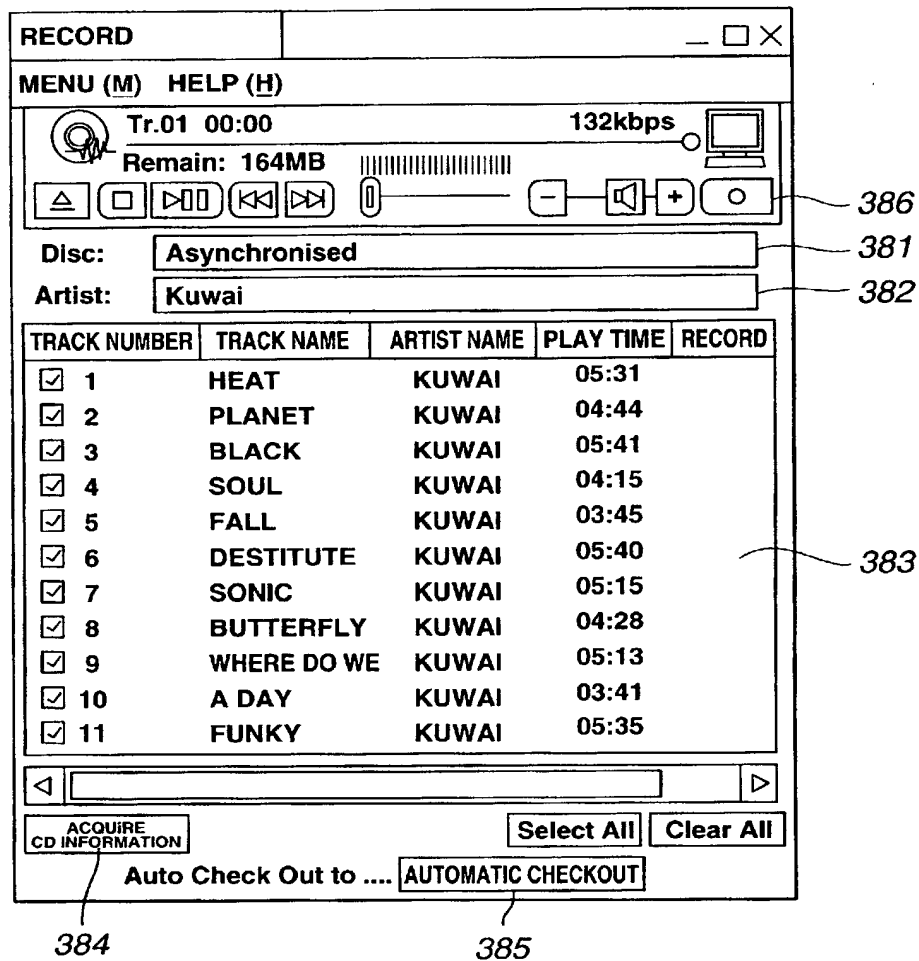 RECORD
MENU (M) HELP (H)
Tr.01 00:00 132kbps
Remain: 164MB
386
Disc: Asynchronised 381
Artist: Kuwai 382
TRACK NUMBER TRACK NAME ARTIST NAME PLAY TIME RECORD
1 HEAT KUWAI 05:31
2 PLANET KUWAI 04:44
3 BLACK KUWAI 05:41
4 SOUL KUWAI 04:15
5 FALL KUWAI 03:45
6 DESTITUTE KUWAI 05:40 383
7 SONIC KUWAI 05:15
8 BUTTERFLY KUWAI 04:28
9 WHERE DO WE KUWAI 05:13
10 A DAY KUWAI 03:41
11 FUNKY KUWAI 05:35
ACQUiRE
CD INFORMATION
Select All Clear All
Auto Check Out to .... AUTOMATIC CHECKOUT
384 385